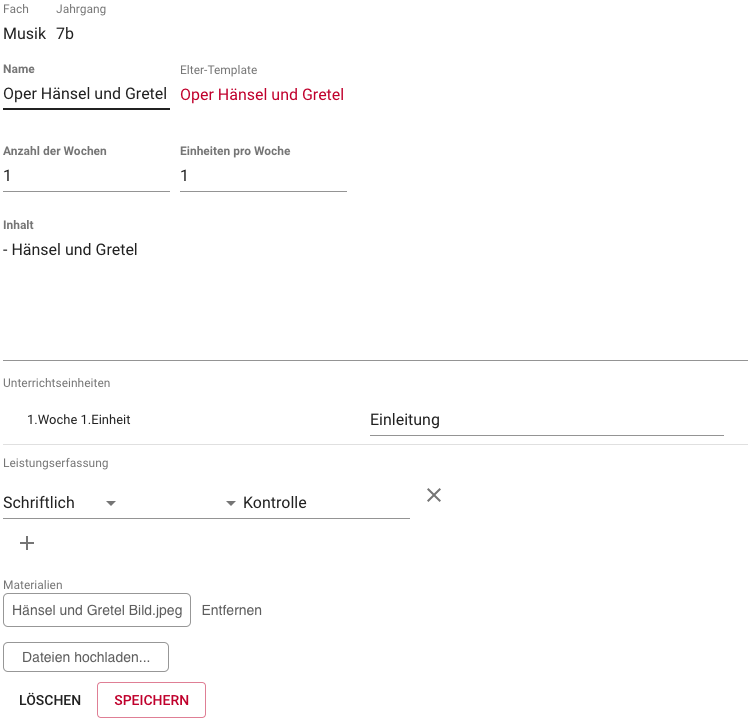 Fach Jahrgang
Musik 7b
Name Elter-Template
Oper Hänsel und Gretel Oper Hänsel und Gretel
Anzahl der Wochen Einheiten pro Woche
1 1
Inhalt
- Hänsel und Gretel
Unterrichtseinheiten
1.Woche 1.Einheit Einleitung
Leistungserfassung
Schriftlich Kontrolle
Materialien
Hänsel und Gretel Bild.jpeg Entfernen
Dateien hochladen...
LÖSCHEN SPEICHERN